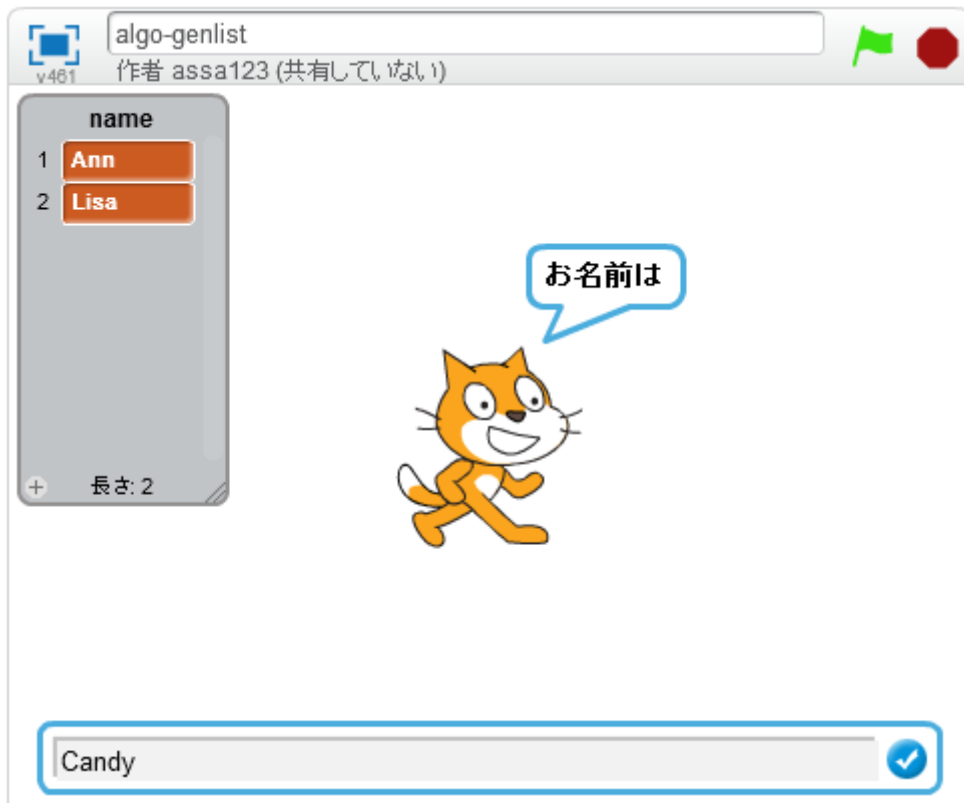 algo-genlist
v461
作者 assa123 (共有していない)
name
1 Ann
2 Lisa
お名前は
+ 長さ: 2
Candy